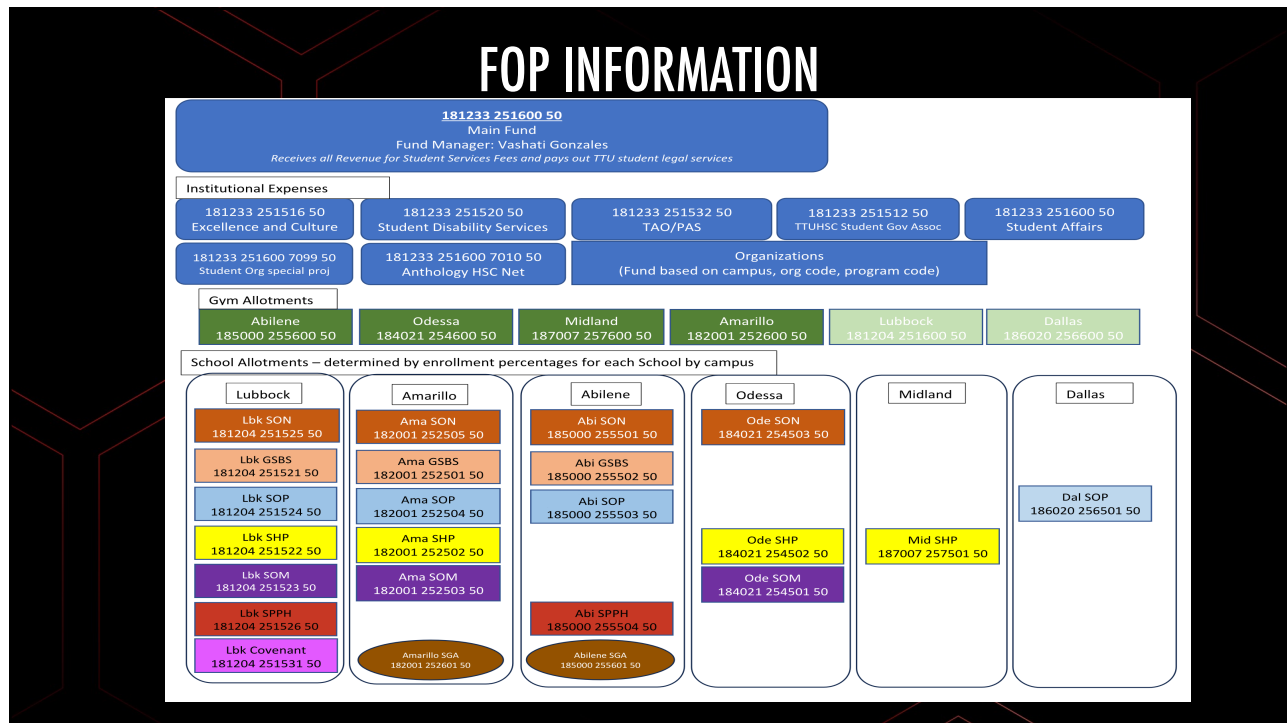 FOP INFORMATION
181233 251600 50
Main Fund
Fund Manager: Vashati Gonzales
Receives all Revenue for Student Services Fees and pays out TTU student legal services
Institutional Expenses
181233 251516 50
Excellence and Culture
181233 251520 50
Student Disability Services
181233 251532 50
TAO/PAS
181233 251512 50
TTUHSC Student Gov Assoc
181233 251600 50
Student Affairs
181233 251600 7099 50
Student Org special proj
181233 251600 7010 50
Anthology HSC Net
Organizations
(Fund based on campus, org code, program code)
Gym Allotments
Abilene
185000 255600 50
Odessa
184021 254600 50
Midland
187007 257600 50
Amarillo
182001 252600 50
Lubbock
181204 251600 50
Dallas
186020 256600 50
School Allotments – determined by enrollment percentages for each School by campus
Lubbock
Lbk SON
181204 251525 50
Lbk GSBS
181204 251521 50
Lbk SOP
181204 251524 50
Lbk SHP
181204 251522 50
Lbk SOM
181204 251523 50
Lbk SPPH
181204 251526 50
Lbk Covenant
181204 251531 50
Amarillo
Ama SON
182001 252505 50
Ama GSBS
182001 252501 50
Ama SOP
182001 252504 50
Ama SHP
182001 252502 50
Ama SOM
182001 252503 50
Amarillo SGA
182001 252601 50
Abilene
Abi SON
185000 255501 50
Abi GSBS
185000 255502 50
Abi SOP
185000 255503 50
Abi SPPH
185000 255504 50
Abilene SGA
185000 255601 50
Odessa
Ode SON
184021 254503 50
Ode SHP
184021 254502 50
Ode SOM
184021 254501 50
Midland
Mid SHP
187007 257501 50
Dallas
Dal SOP
186020 256501 50